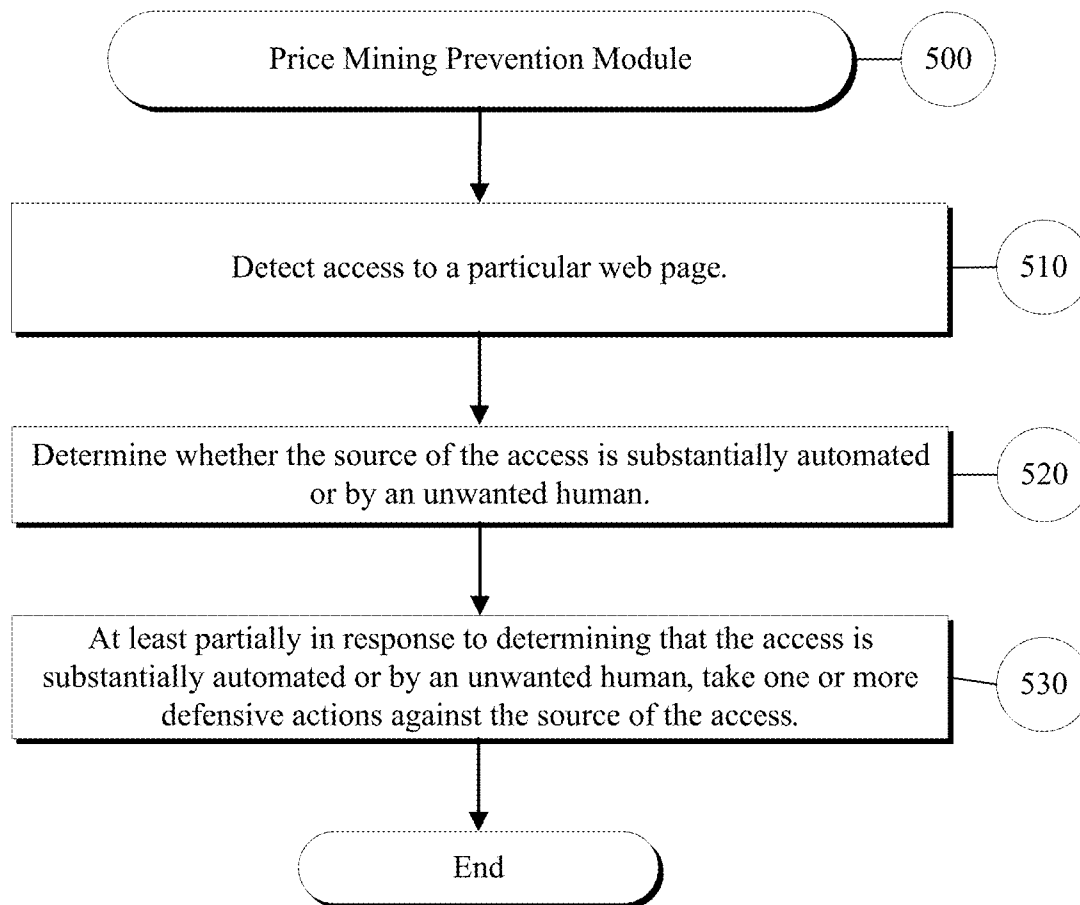 Price Mining Prevention Module
500
Detect access to a particular web page.
510
Determine whether the source of the access is substantially automated
or by an unwanted human.
520
At least partially in response to determining that the access is
substantially automated or by an unwanted human, take one or more
defensive actions against the source of the access.
530
End